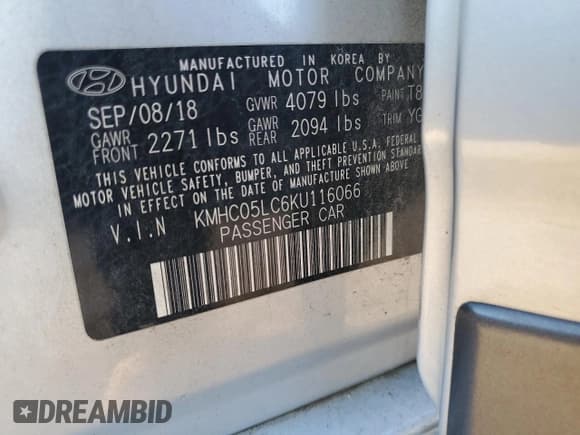 MANUFACTURED IN KOREA BY
HYUNDAI MOTOR COMPANY
SEP/08/18 GVWR 4079 lbs PAINT T8
GAWR FRONT 2271 lbs GAWR REAR 2094 lbs TRIM YG
THIS VEHICLE CONFORMS TO ALL APPLICABLE U.S.A. FEDERAL
MOTOR VEHICLE SAFETY, BUMPER, AND THEFT PREVENTION
STANDARDS IN EFFECT ON THE DATE OF MANUFACTURE SHOWN ABOVE
V.I.N KMHC05LC6KU116066
PASSENGER CAR
DREAMBID